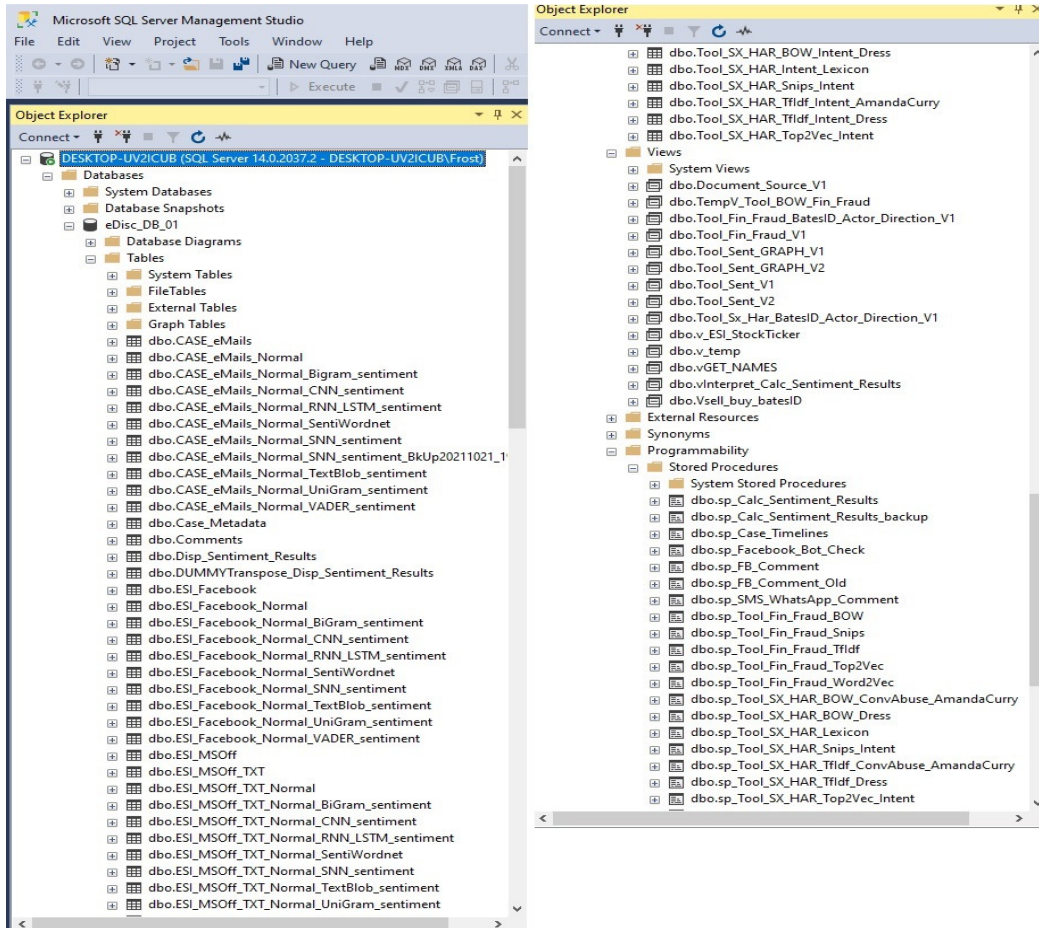 Microsoft SQL Server Management Studio
File Edit View Project Tools Window Help
New Query
Execute
Object Explorer
Connect
DESKTOP-UV2ICUB (SQL Server 14.0.2037.2 - DESKTOP-UV2ICUB\Frost)
Databases
System Databases
Database Snapshots
eDisc_DB_01
Database Diagrams
Tables
System Tables
FileTables
External Tables
Graph Tables
dbo.CASE_eMails
dbo.CASE_eMails_Normal
dbo.CASE_eMails_Normal_Bigram_sentiment
dbo.CASE_eMails_Normal_CNN_sentiment
dbo.CASE_eMails_Normal_RNN_LSTM_sentiment
dbo.CASE_eMails_Normal_SentiWordnet
dbo.CASE_eMails_Normal_SNN_sentiment
dbo.CASE_eMails_Normal_SNN_sentiment_BkUp20211021_1
dbo.CASE_eMails_Normal_TextBlob_sentiment
dbo.CASE_eMails_Normal_UniGram_sentiment
dbo.CASE_eMails_Normal_VADER_sentiment
dbo.Case_Metadata
dbo.Comments
dbo.Disp_Sentiment_Results
dbo.DUMMYTranspose_Disp_Sentiment_Results
dbo.ESI_Facebook
dbo.ESI_Facebook_Normal
dbo.ESI_Facebook_Normal_BiGram_sentiment
dbo.ESI_Facebook_Normal_CNN_sentiment
dbo.ESI_Facebook_Normal_RNN_LSTM_sentiment
dbo.ESI_Facebook_Normal_SentiWordnet
dbo.ESI_Facebook_Normal_SNN_sentiment
dbo.ESI_Facebook_Normal_TextBlob_sentiment
dbo.ESI_Facebook_Normal_UniGram_sentiment
dbo.ESI_Facebook_Normal_VADER_sentiment
dbo.ESI_MSOff
dbo.ESI_MSOff_TXT
dbo.ESI_MSOff_TXT_Normal
dbo.ESI_MSOff_TXT_Normal_BiGram_sentiment
dbo.ESI_MSOff_TXT_Normal_CNN_sentiment
dbo.ESI_MSOff_TXT_Normal_RNN_LSTM_sentiment
dbo.ESI_MSOff_TXT_Normal_SentiWordnet
dbo.ESI_MSOff_TXT_Normal_SNN_sentiment
dbo.ESI_MSOff_TXT_Normal_TextBlob_sentiment
dbo.ESI_MSOff_TXT_Normal_UniGram_sentiment
Object Explorer
Connect
dbo.Tool_SX_HAR_BOW_Intent_Dress
dbo.Tool_SX_HAR_Intent_Lexicon
dbo.Tool_SX_HAR_Snips_Intent
dbo.Tool_SX_HAR_TfIdf_Intent_AmandaCurry
dbo.Tool_SX_HAR_TfIdf_Intent_Dress
dbo.Tool_SX_HAR_Top2Vec_Intent
Views
System Views
dbo.Document_Source_V1
dbo.TempV_Tool_BOW_Fin_Fraud
dbo.Tool_Fin_Fraud_BatesID_Actor_Direction_V1
dbo.Tool_Fin_Fraud_V1
dbo.Tool_Sent_GRAPH_V1
dbo.Tool_Sent_GRAPH_V2
dbo.Tool_Sent_V1
dbo.Tool_Sent_V2
dbo.Tool_Sx_Har_BatesID_Actor_Direction_V1
dbo.v_ESI_StockTicker
dbo.v_temp
dbo.vGET_NAMES
dbo.vInterpret_Calc_Sentiment_Results
dbo.Vsell_buy_batesID
External Resources
Synonyms
Programmability
Stored Procedures
System Stored Procedures
dbo.sp_Calc_Sentiment_Results
dbo.sp_Calc_Sentiment_Results_backup
dbo.sp_Case_Timelines
dbo.sp_Facebook_Bot_Check
dbo.sp_FB_Comment
dbo.sp_FB_Comment_Old
dbo.sp_SMS_WhatsApp_Comment
dbo.sp_Tool_Fin_Fraud_BOW
dbo.sp_Tool_Fin_Fraud_Snips
dbo.sp_Tool_Fin_Fraud_TfIdf
dbo.sp_Tool_Fin_Fraud_Top2Vec
dbo.sp_Tool_Fin_Fraud_Word2Vec
dbo.sp_Tool_SX_HAR_BOW_ConvAbuse_AmandaCurry
dbo.sp_Tool_SX_HAR_BOW_Dress
dbo.sp_Tool_SX_HAR_Lexicon
dbo.sp_Tool_SX_HAR_Snips_Intent
dbo.sp_Tool_SX_HAR_TfIdf_ConvAbuse_AmandaCurry
dbo.sp_Tool_SX_HAR_TfIdf_Dress
dbo.sp_Tool_SX_HAR_Top2Vec_Intent